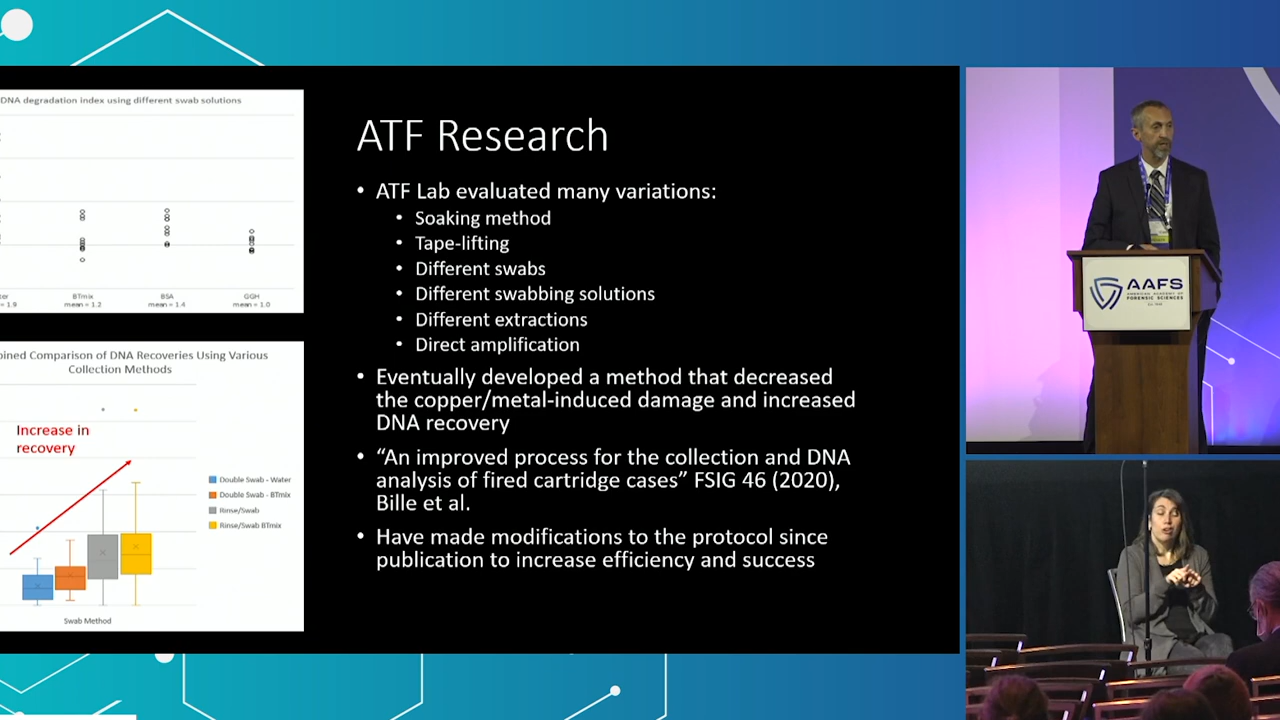 DNA degradation index using different swab solutions
BTmix
mean = 1.2
BSA
mean = 1.4
GGH
mean = 1.0
= 1.9
Comparison of DNA Recoveries Using Various
Collection Methods
Increase in
recovery
Double Swab - Water
Double Swab - BTmix
Rinse/Swab
Rinse/Swab BTmix
Swab Method
ATF Research
• ATF Lab evaluated many variations:
• Soaking method
• Tape-lifting
• Different swabs
• Different swabbing solutions
• Different extractions
• Direct amplification
• Eventually developed a method that decreased
the copper/metal-induced damage and increased
DNA recovery
• “An improved process for the collection and DNA
analysis of fired cartridge cases” FSIG 46 (2020),
Bille et al.
• Have made modifications to the protocol since
publication to increase efficiency and success
AAFS
AMERICAN ACADEMY OF
FORENSIC SCIENCES